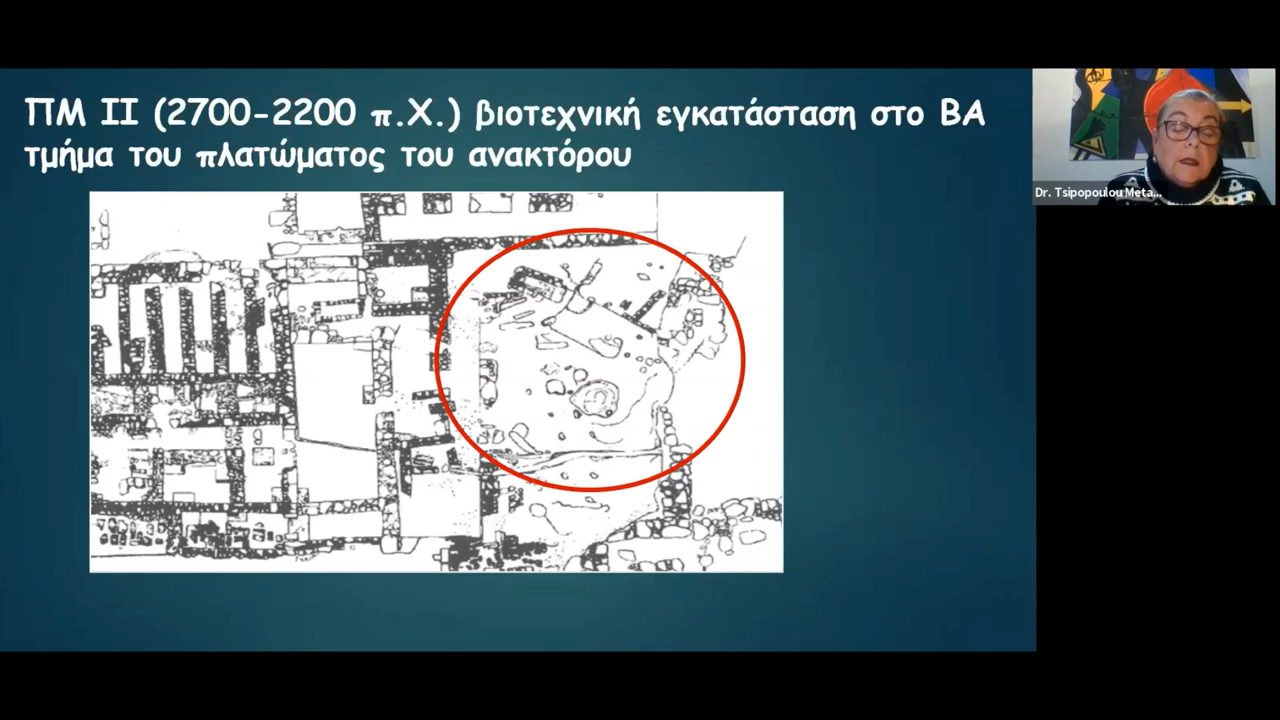 ΠΜ ΙΙ (2700-2200 π.Χ.) βιοτεχνική εγκατάσταση στο ΒΑ
τμήμα του πλατώματος του ανακτόρου
Dr. Tsipopoulou Meta...